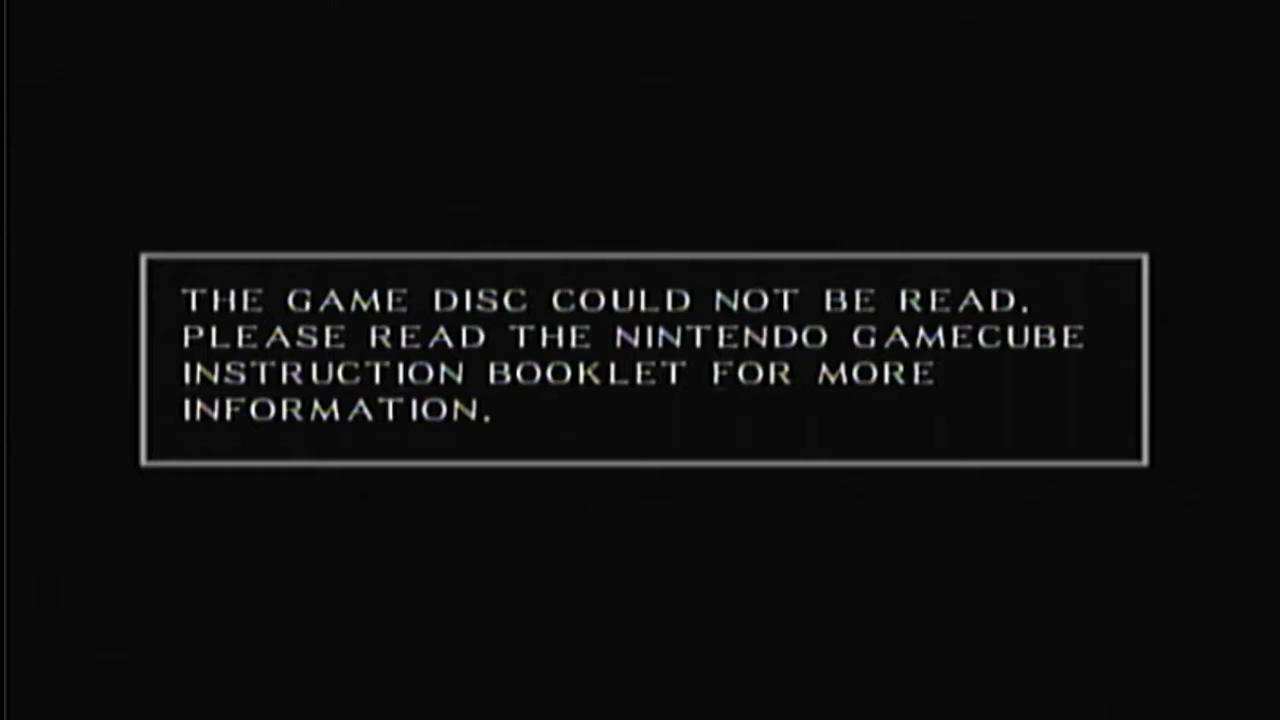 THE GAME DISC COULD NOT BE READ.
PLEASE READ THE NINTENDO GAMECUBE
INSTRUCTION BOOKLET FOR MORE
INFORMATION.